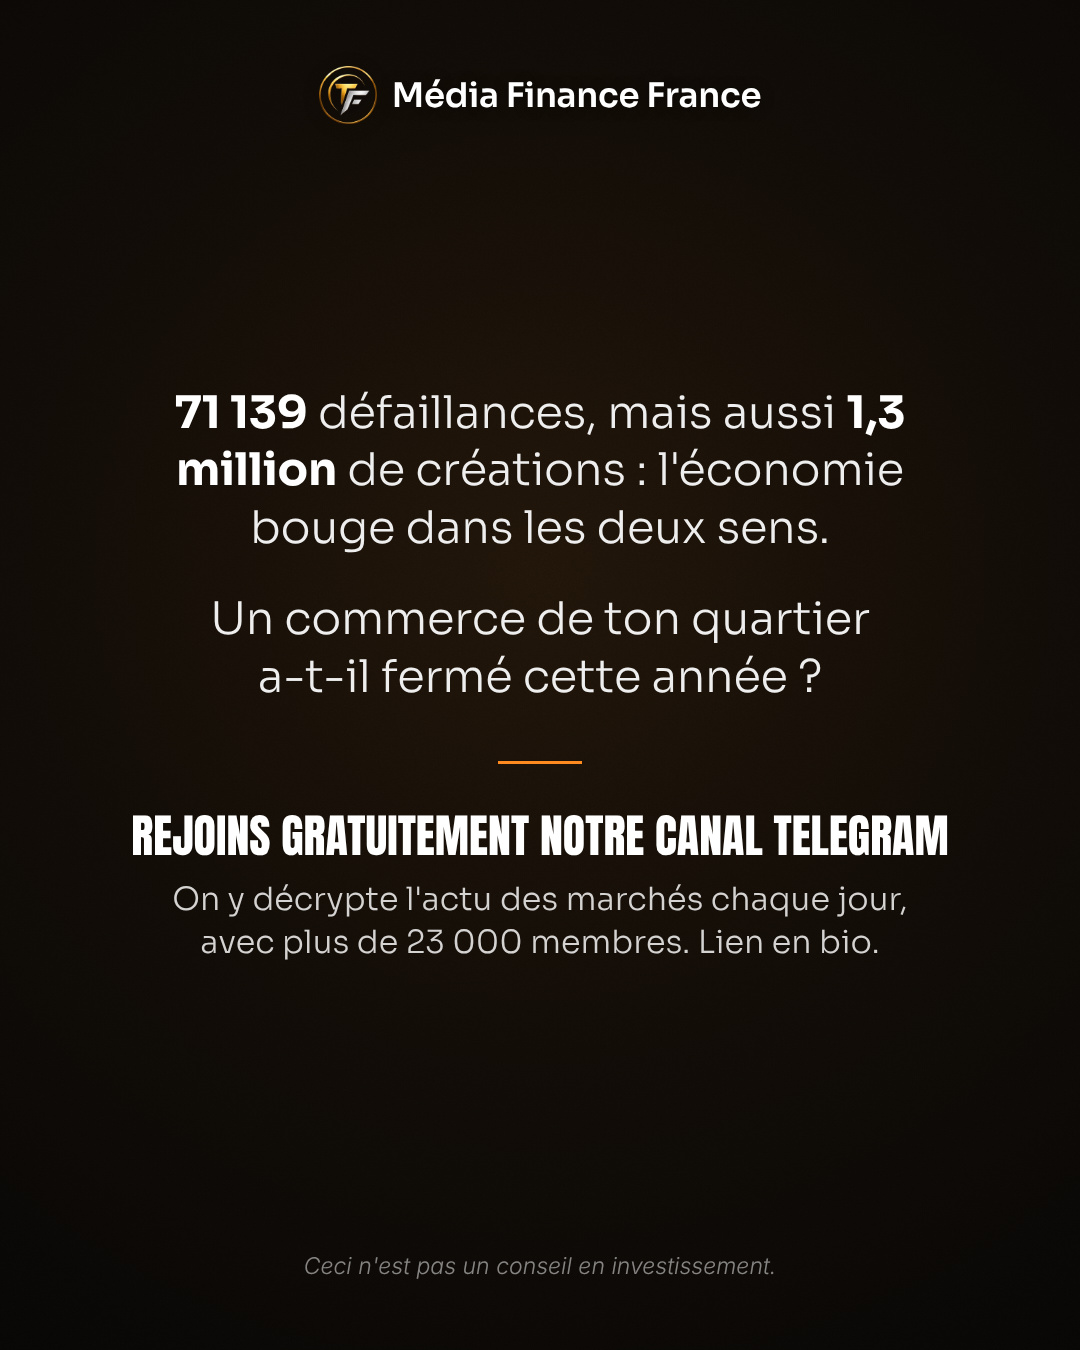 TF Média Finance France
71 139 défaillances, mais aussi 1,3
million de créations : l'économie
bouge dans les deux sens.
Un commerce de ton quartier
a-t-il fermé cette année ?
REJOINS GRATUITEMENT NOTRE CANAL TELEGRAM
On y décrypte l'actu des marchés chaque jour,
avec plus de 23 000 membres. Lien en bio.
Ceci n'est pas un conseil en investissement.